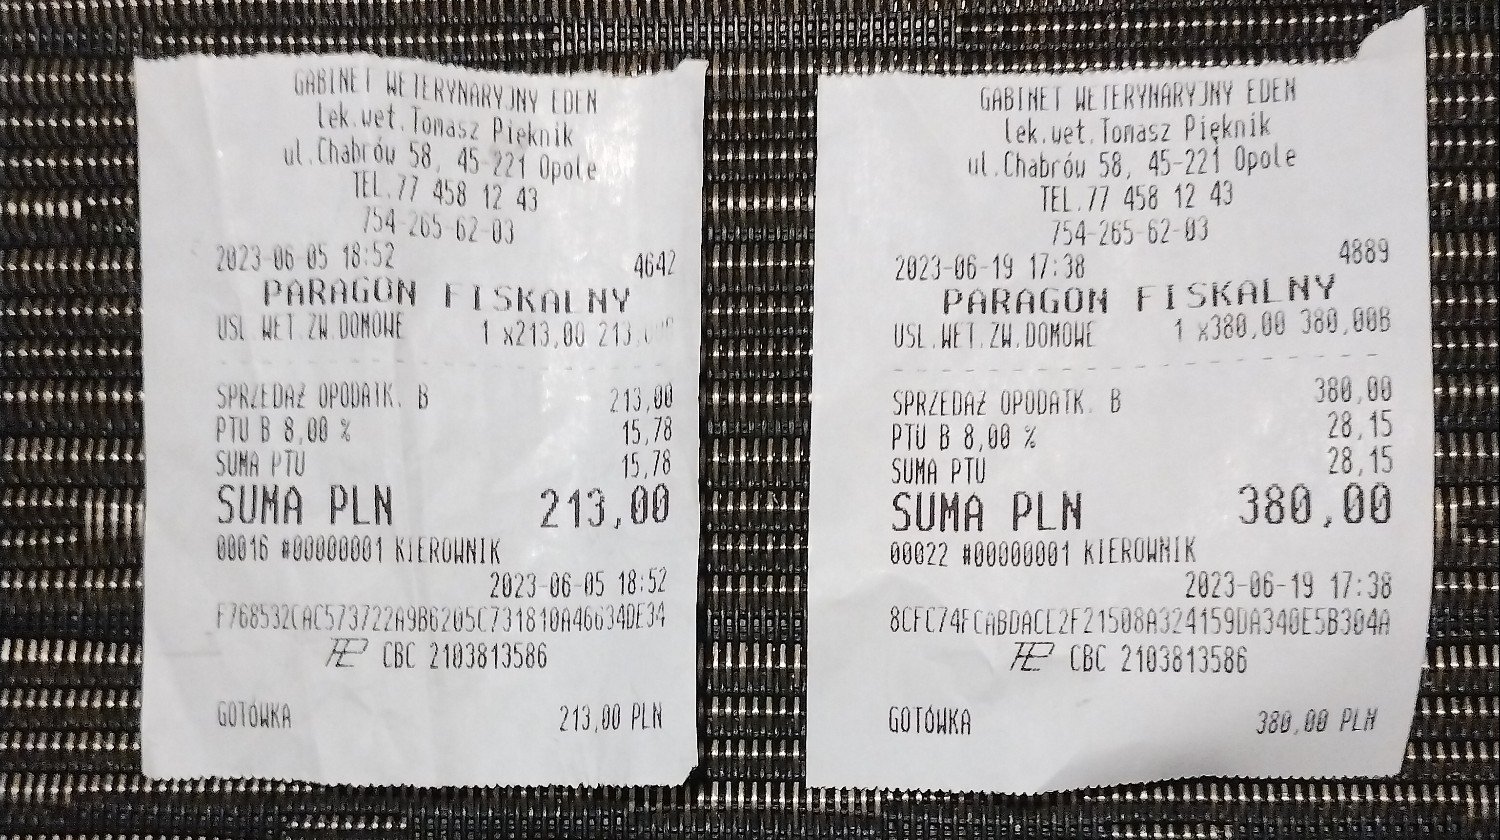 GABINET WETERYNARYJNY EDEN
lek.wet.Tomasz Pięknik
ul.Chabrów 58, 45-221 Opole
TEL.77 458 12 43
754-265-62-03
2023-06-05 18:52 4642
PARAGON FISKALNY
USL.WET.ZW.DOMOWE 1 x213,00
SPRZEDAŻ OPODATK. B 213,00
PTU B 8,00 % 15,78
SUMA PTU 15,78
SUMA PLN 213,00
00016 #00000001 KIEROWNIK
2023-06-05 18:52
F768532CAC573722A9B6205C731810A46634DE34
CBC 2103813586
GOTÓWKA 213,00 PLN
GABINET WETERYNARYJNY EDEN
lek.wet.Tomasz Pięknik
ul.Chabrów 58, 45-221 Opole
TEL.77 458 12 43
754-265-62-03
2023-06-19 17:38 4889
PARAGON FISKALNY
USL.WET.ZW.DOMOWE 1 x380,00 380,00B
SPRZEDAŻ OPODATK. B 380,00
PTU B 8,00 % 28,15
SUMA PTU 28,15
SUMA PLN 380,00
00022 #00000001 KIEROWNIK
2023-06-19 17:38
8CFC74FCABDACE2F21508A324159DA340E5B304A
CBC 2103813586
GOTÓWKA 380,00 PLN